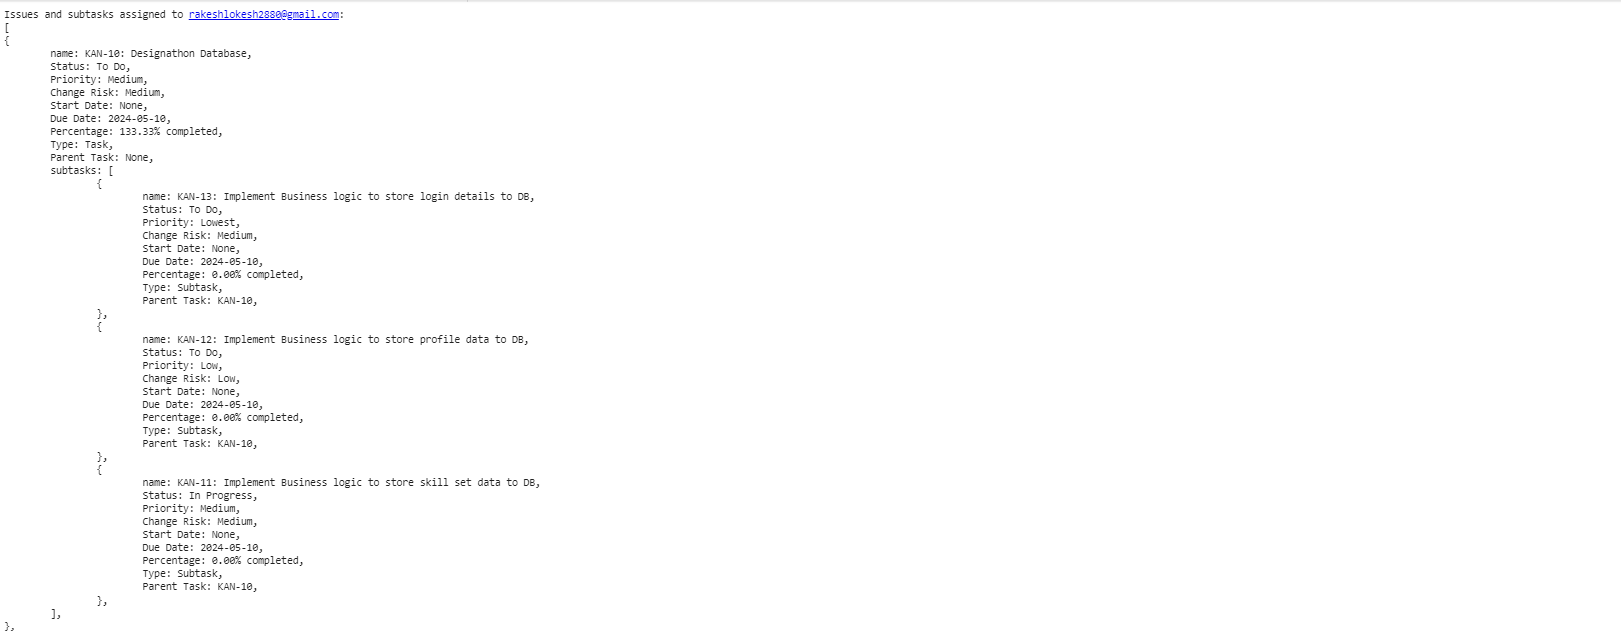 Issues and subtasks assigned to rakeshlokesh2880@gmail.com:
[
{
name: KAN-10: Designathon Database,
Status: To Do,
Priority: Medium,
Change Risk: Medium,
Start Date: None,
Due Date: 2024-05-10,
Percentage: 133.33% completed,
Type: Task,
Parent Task: None,
subtasks: [
{
name: KAN-13: Implement Business logic to store login details to DB,
Status: To Do,
Priority: Lowest,
Change Risk: Medium,
Start Date: None,
Due Date: 2024-05-10,
Percentage: 0.00% completed,
Type: Subtask,
Parent Task: KAN-10,
},
{
name: KAN-12: Implement Business logic to store profile data to DB,
Status: To Do,
Priority: Low,
Change Risk: Low,
Start Date: None,
Due Date: 2024-05-10,
Percentage: 0.00% completed,
Type: Subtask,
Parent Task: KAN-10,
},
{
name: KAN-11: Implement Business logic to store skill set data to DB,
Status: In Progress,
Priority: Medium,
Change Risk: Medium,
Start Date: None,
Due Date: 2024-05-10,
Percentage: 0.00% completed,
Type: Subtask,
Parent Task: KAN-10,
},
],
},